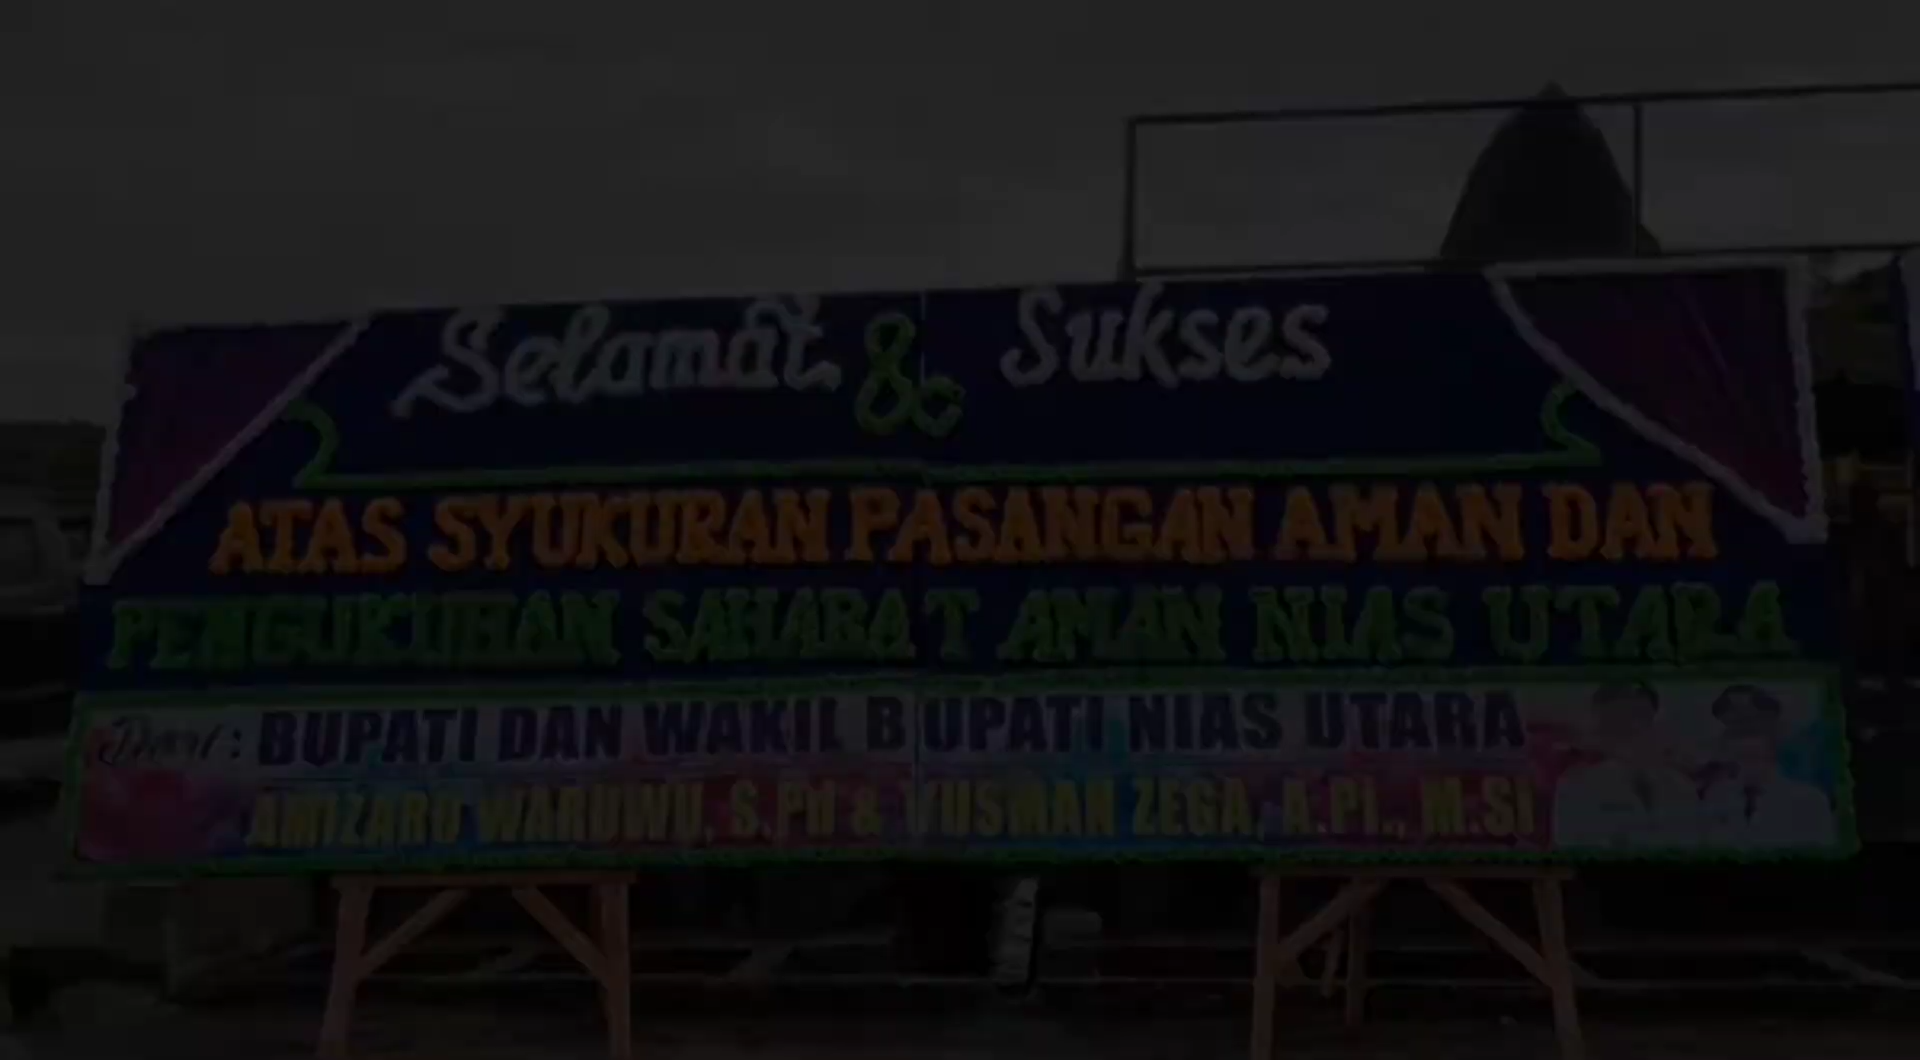 Selamat & Sukses
ATAS SYUKURAN PASANGAN AMAN DAN
PENGUKUHAN SAHABAT AMAN NIAS UTARA
Dari : BUPATI DAN WAKIL BUPATI NIAS UTARA
AMIZARO WARUWU, S.Pd & YUSMAN ZEGA, A.Pi., M.Si